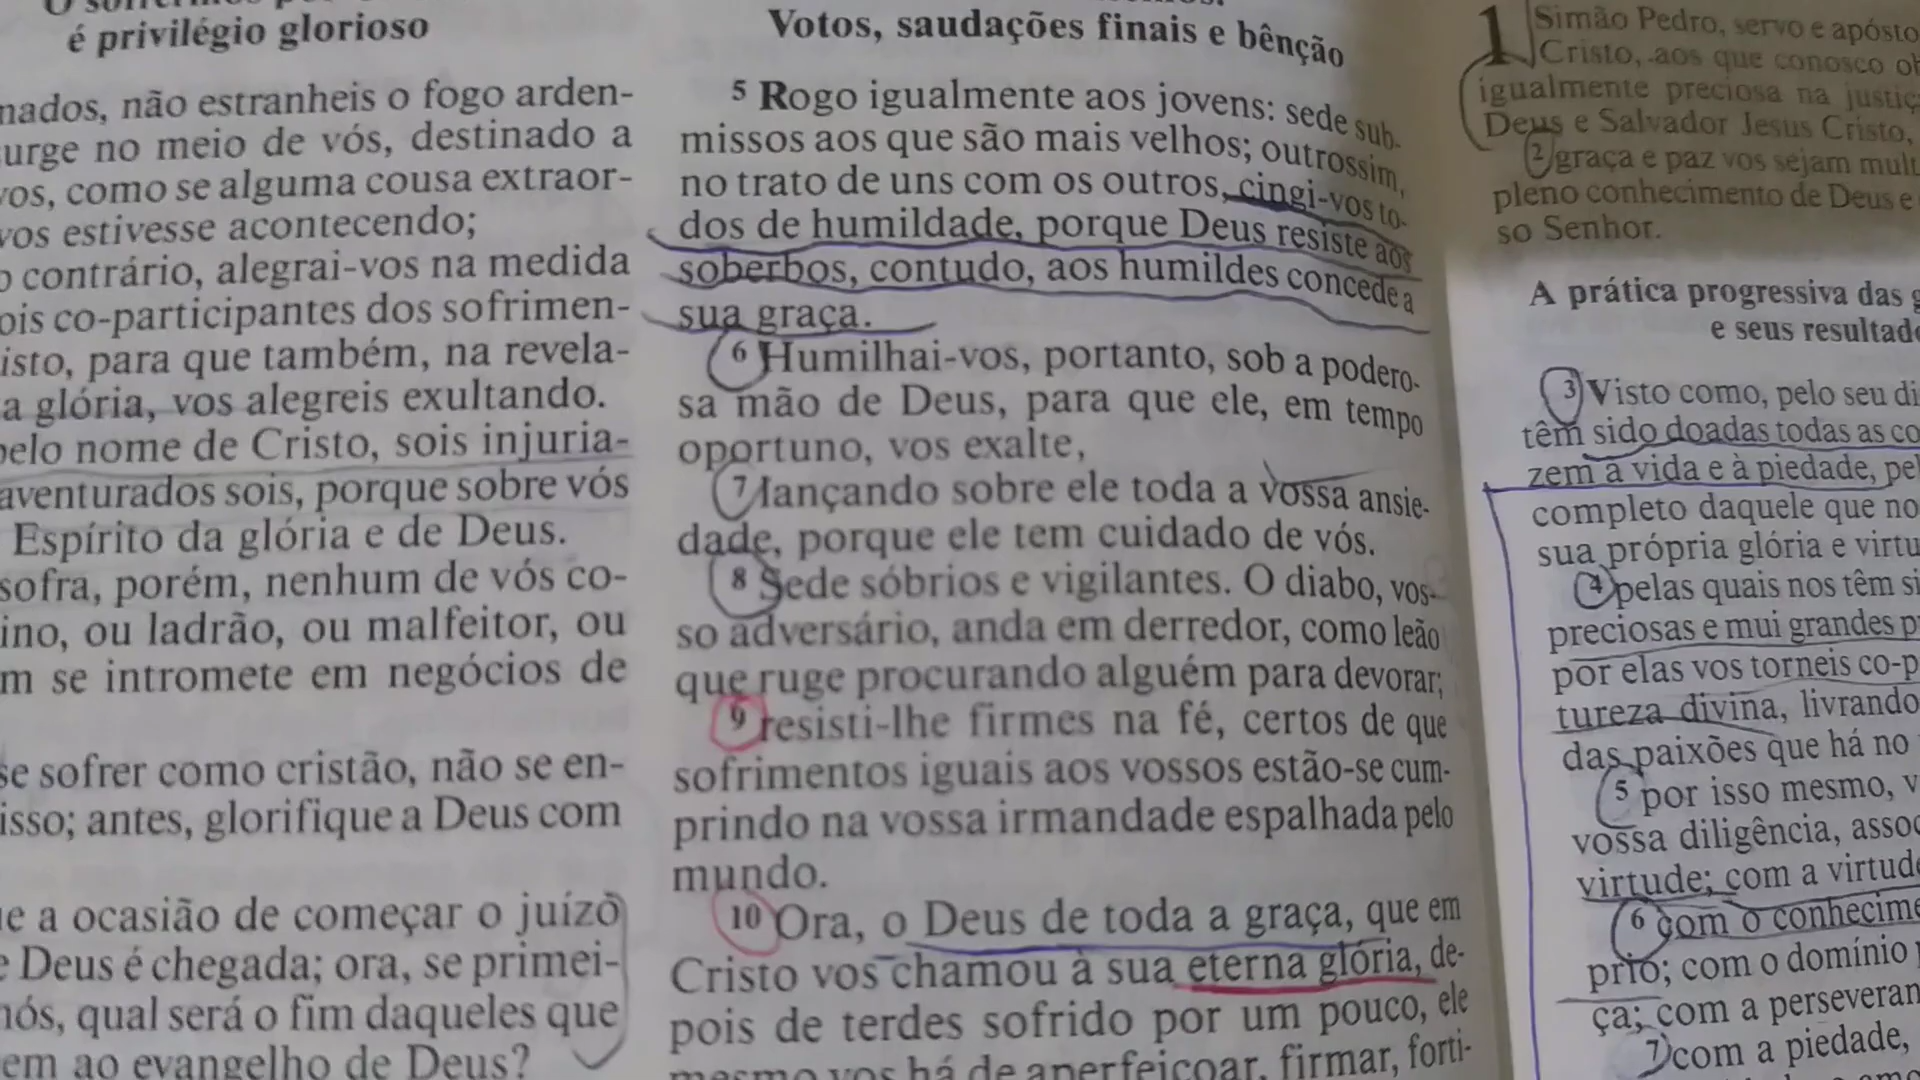 é privilégio glorioso
não estranheis o fogo arden-
urge no meio de vós, destinado a
vos, como se alguma cousa extraor-
vos estivesse acontecendo;
contrário, alegrai-vos na medida
co-participantes dos sofrimen-
isto, para que também, na revela-
a glória, vos alegreis exultando.
pelo nome de Cristo, sois injuria-
aventurados sois, porque sobre vós
Espírito da glória e de Deus.
sofra, porém, nenhum de vós co-
ino, ou ladrão, ou malfeitor, ou
m se intromete em negócios de
se sofrer como cristão, não se en-
isso; antes, glorifique a Deus com
e a ocasião de começar o juízo
Deus é chegada; ora, se primei-
nós, qual será o fim daqueles que
em ao evangelho de Deus?
Votos, saudações finais e bênção
5 Rogo igualmente aos jovens: sede sub-
missos aos que são mais velhos; outrossim,
no trato de uns com os outros, cingi-vos to-
dos de humildade, porque Deus resiste aos
soberbos, contudo, aos humildes concede a
sua graça.
6 Humilhai-vos, portanto, sob a podero-
sa mão de Deus, para que ele, em tempo
oportuno, vos exalte,
7 lançando sobre ele toda a vossa ansie-
dade, porque ele tem cuidado de vós.
8 Sede sóbrios e vigilantes. O diabo, vos-
so adversário, anda em derredor, como leão
que ruge procurando alguém para devorar;
9 resisti-lhe firmes na fé, certos de que
sofrimentos iguais aos vossos estão-se cum-
prindo na vossa irmandade espalhada pelo
mundo.
10 Ora, o Deus de toda a graça, que em
Cristo vos chamou à sua eterna glória, de-
pois de terdes sofrido por um pouco, ele
mesmo vos há de aperfeiçoar, firmar, forti-
1 Simão Pedro, servo e apósto
Cristo, aos que conosco ob
igualmente preciosa na justiç
Deus e Salvador Jesus Cristo,
2 graça e paz vos sejam mult
pleno conhecimento de Deus e
so Senhor.
A prática progressiva das g
e seus resultado
3 Visto como, pelo seu di
têm sido doadas todas as co
zem à vida e à piedade, pel
completo daquele que no
sua própria glória e virtu
4 pelas quais nos têm si
preciosas e mui grandes p
por elas vos torneis co-p
tureza divina, livrando
das paixões que há no
5 por isso mesmo, v
vossa diligência, assoc
virtude; com a virtude
6 com o conhecime
prio; com o domínio
ça; com a perseveran
7 com a piedade,